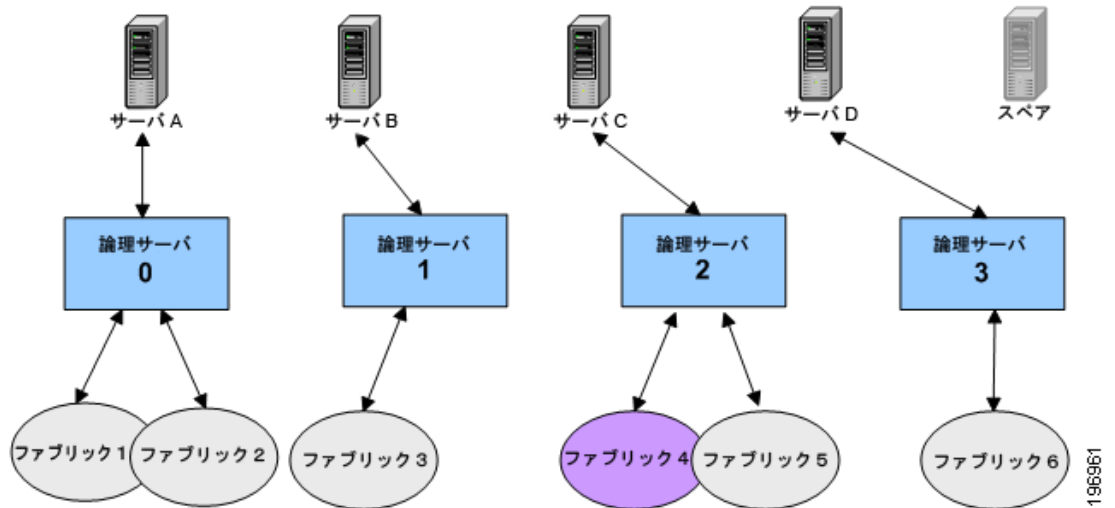 サーバ A
サーバ B
サーバ C
サーバ D
スペア
論理サーバ
0
論理サーバ
1
論理サーバ
2
論理サーバ
3
ファブリック 1
ファブリック 2
ファブリック 3
ファブリック 4
ファブリック 5
ファブリック 6
196961